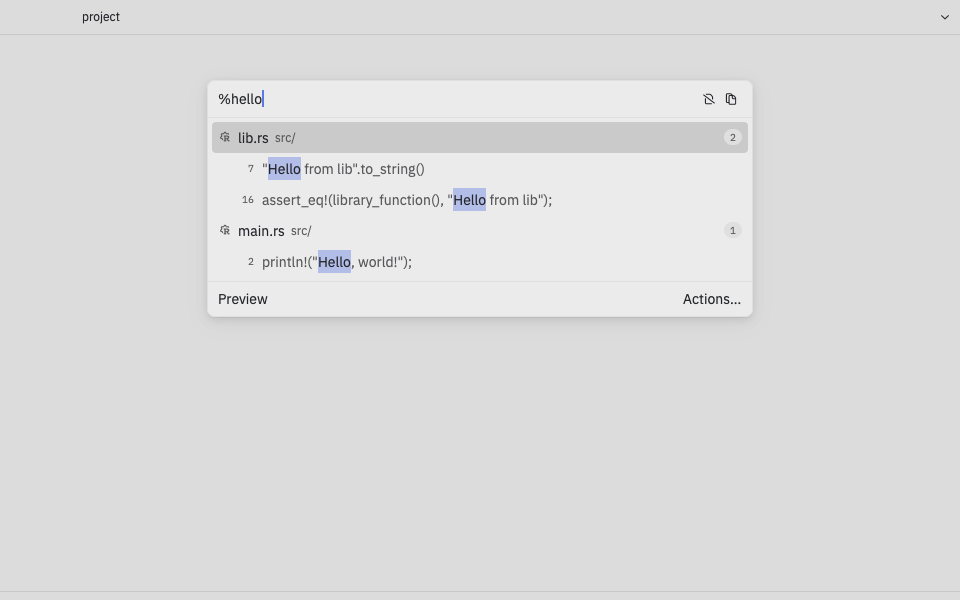 project
%hello
lib.rs src/ 2
7 "Hello from lib".to_string()
16 assert_eq!(library_function(), "Hello from lib");
main.rs src/ 1
2 println!("Hello, world!");
Preview Actions...